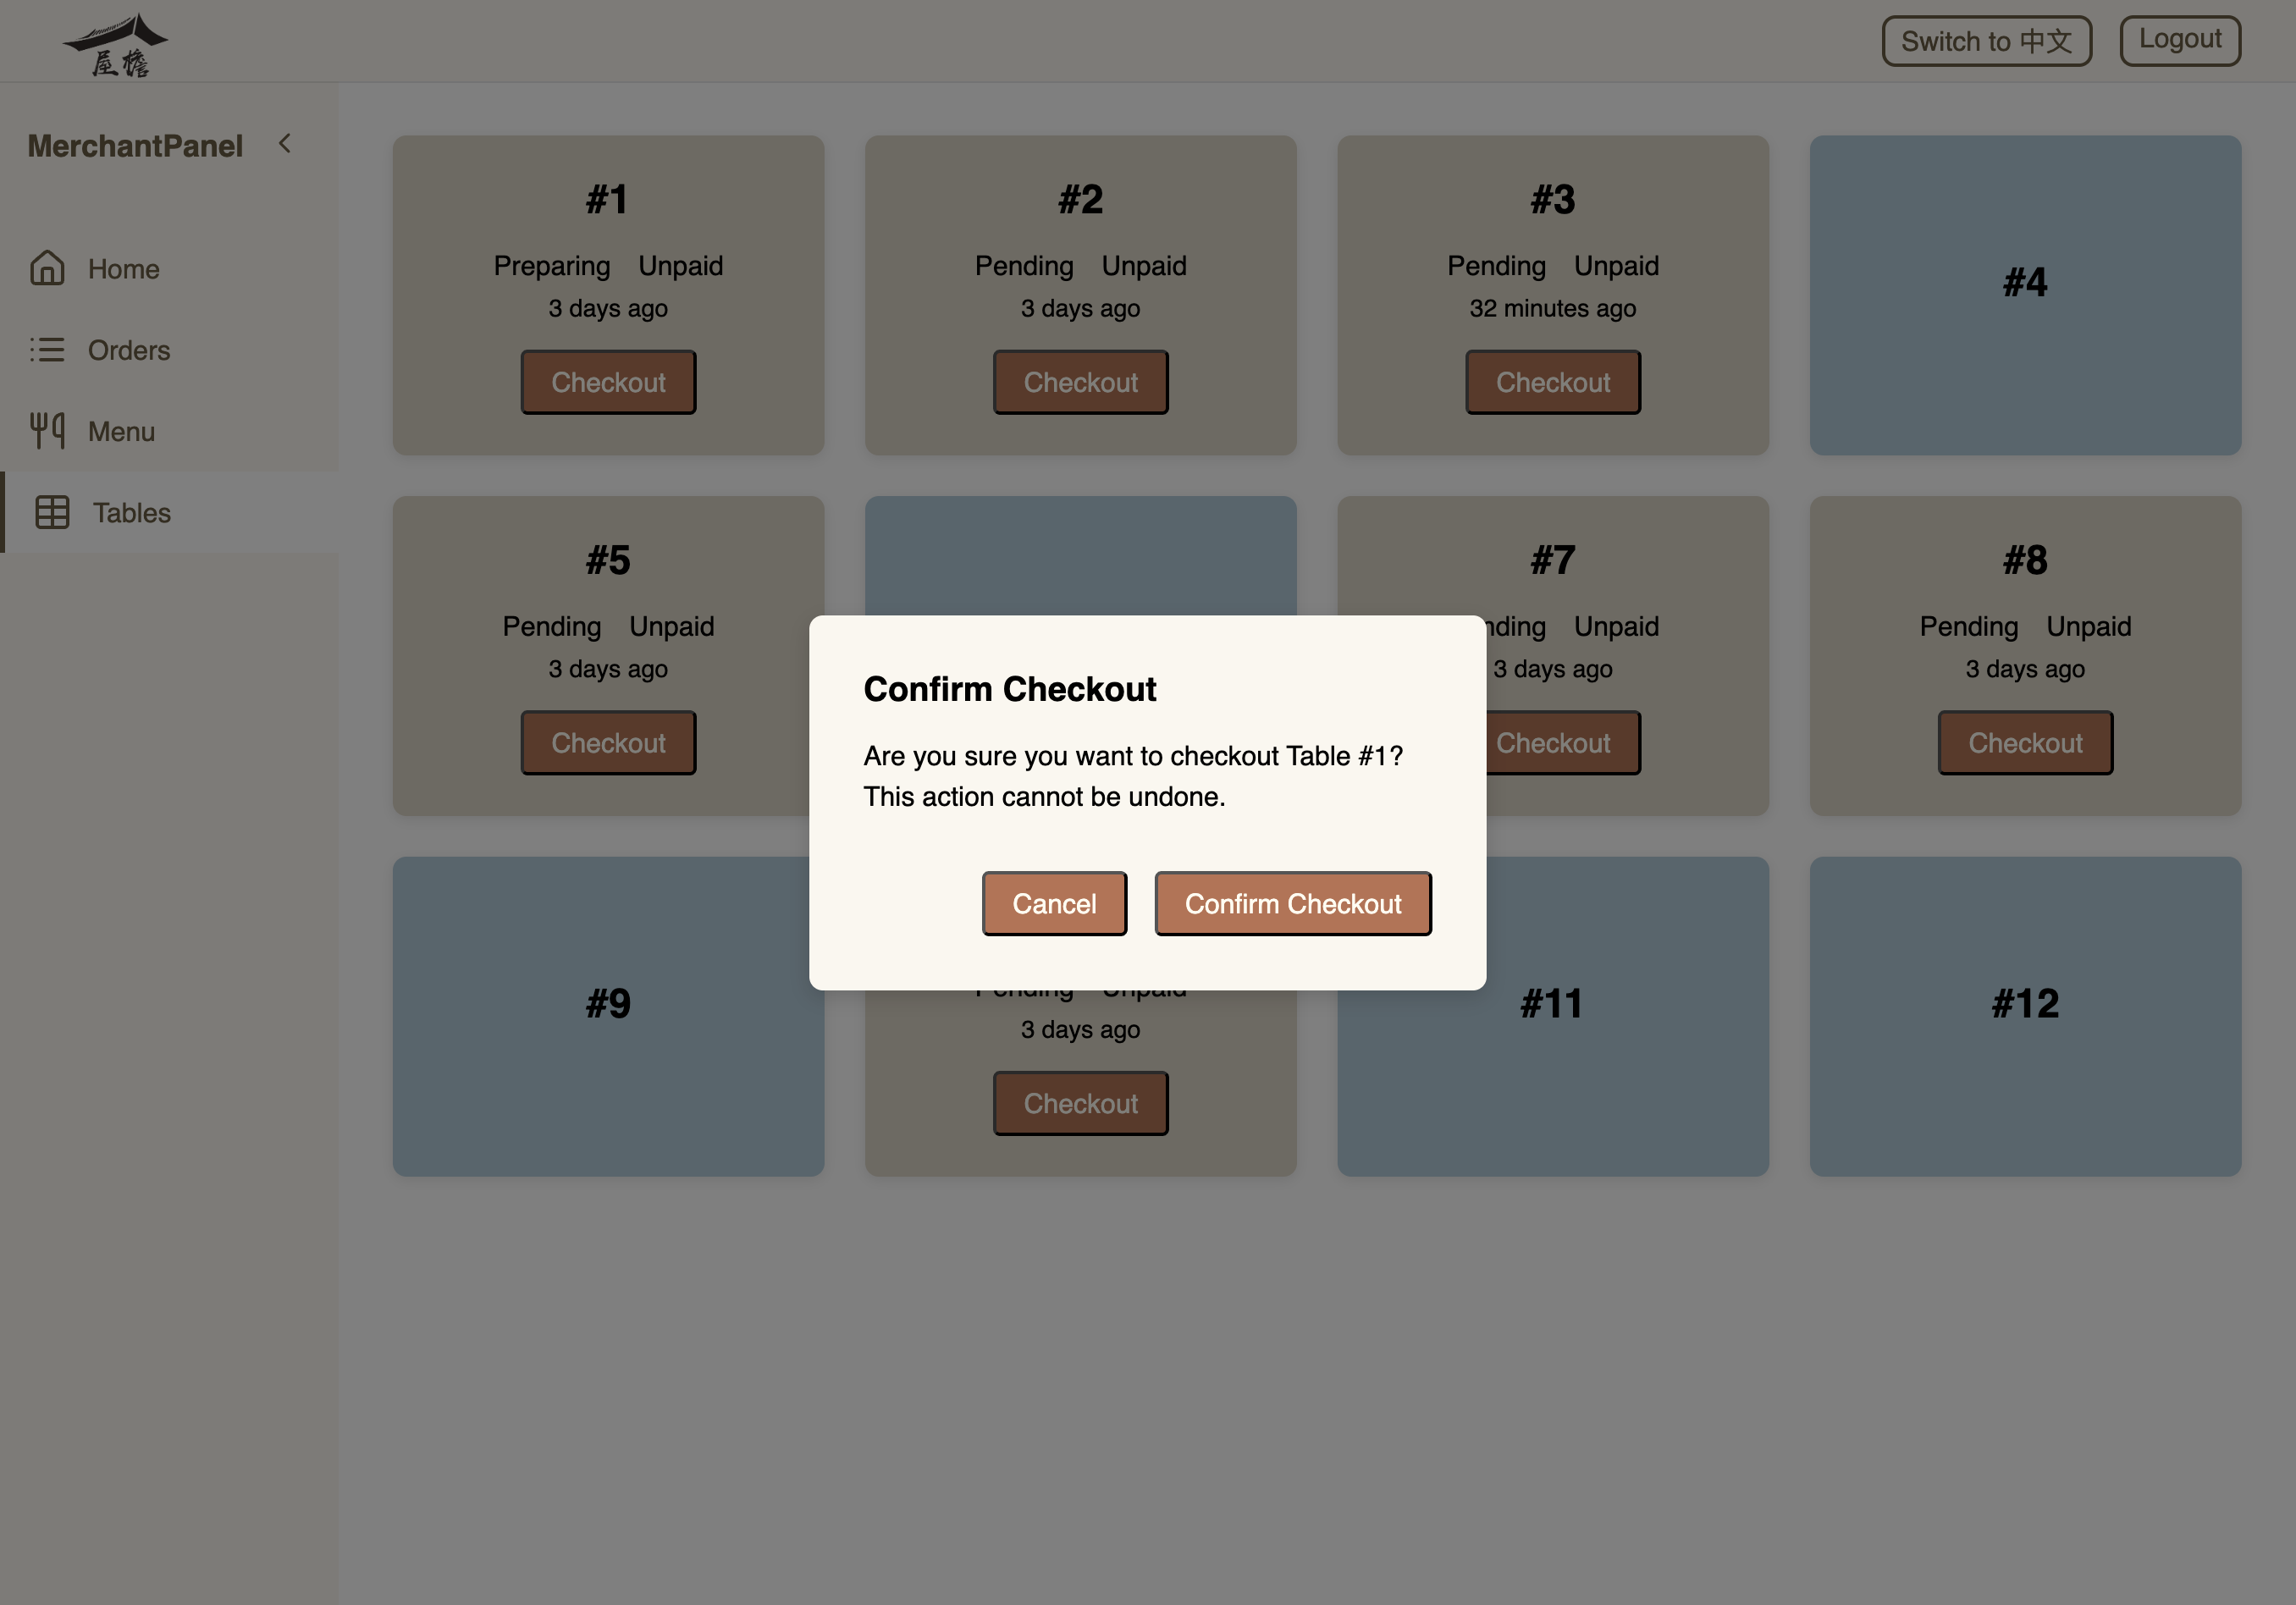 屋檐
Switch to 中文
Logout
MerchantPanel
Home
Orders
Menu
Tables
#1
Preparing Unpaid
3 days ago
Checkout
#2
Pending Unpaid
3 days ago
Checkout
#3
Pending Unpaid
32 minutes ago
Checkout
#4
#5
Pending Unpaid
3 days ago
Checkout
#7
nding Unpaid
3 days ago
Checkout
#8
Pending Unpaid
3 days ago
Checkout
Confirm Checkout
Are you sure you want to checkout Table #1?
This action cannot be undone.
Cancel
Confirm Checkout
#9
Pending Unpaid
3 days ago
Checkout
#11
#12